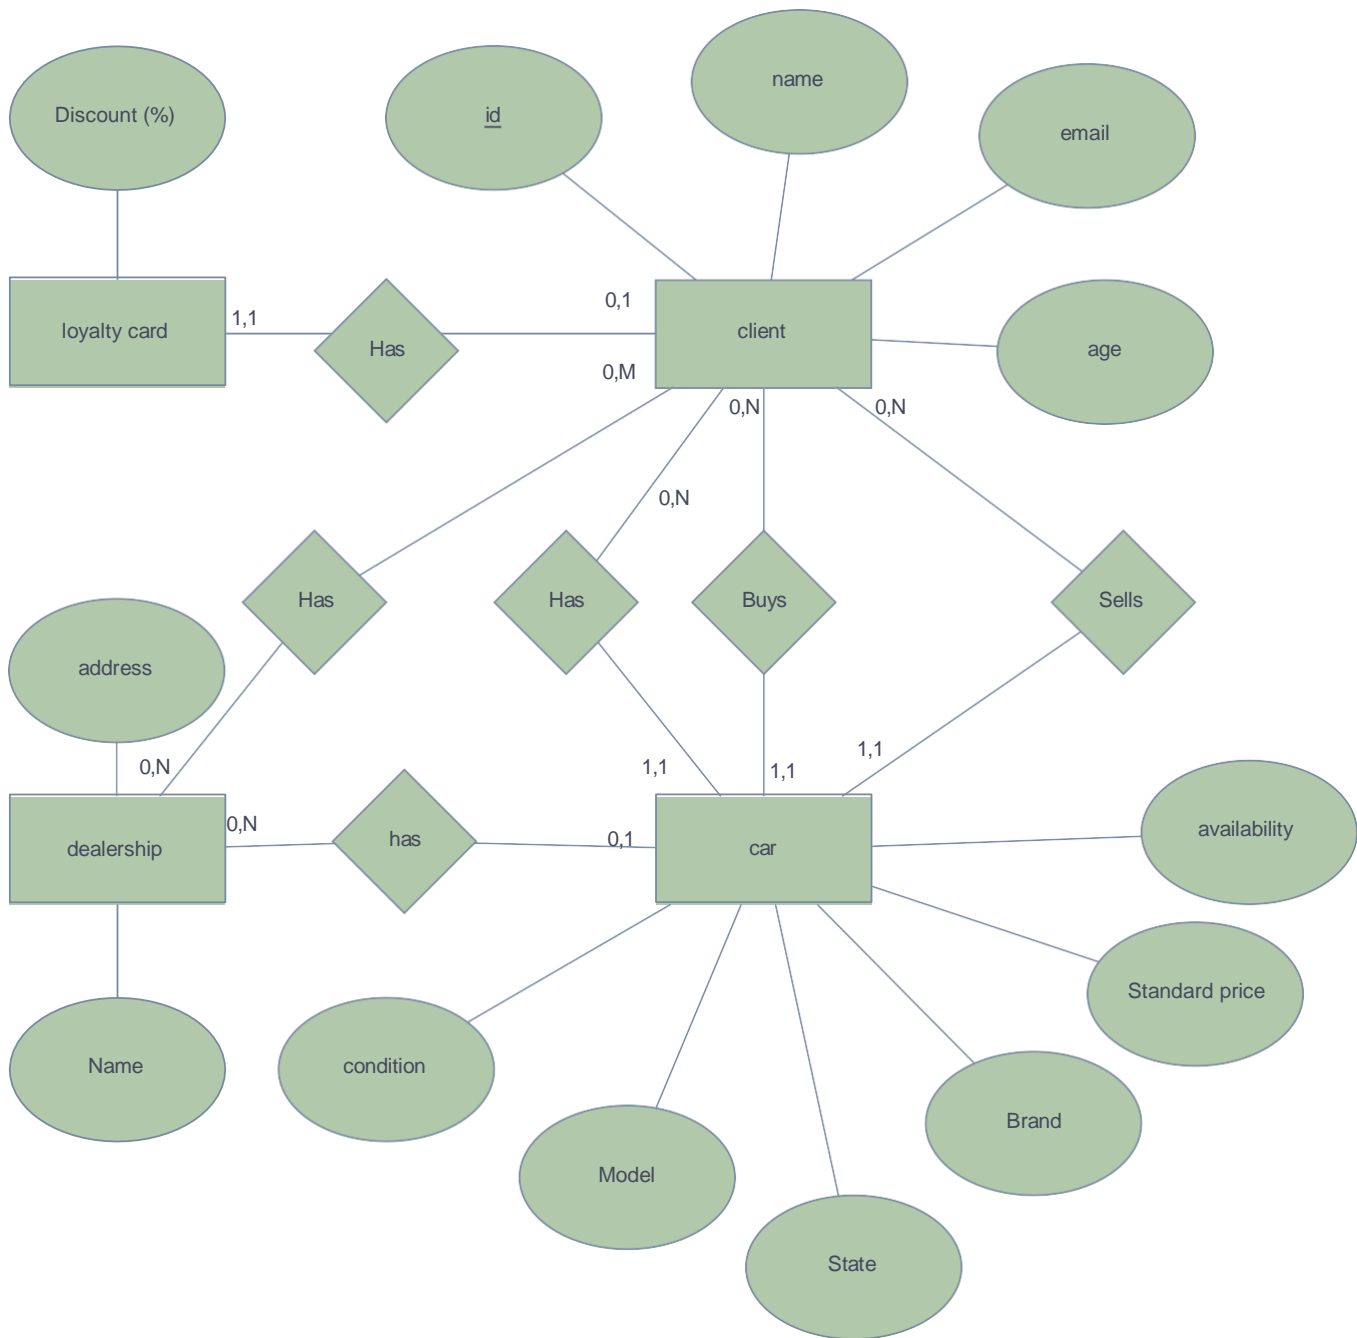 name
Discount (%)
id
email
0,1
1,1
loyalty card
Has
client
age
0,M
0,N
0,N
0,N
Has
Has
Buys
Sells
address
0,N
1,1
1,1
1,1
0,N
dealership
has
0,1
car
availability
Standard price
Name
condition
Brand
Model
State